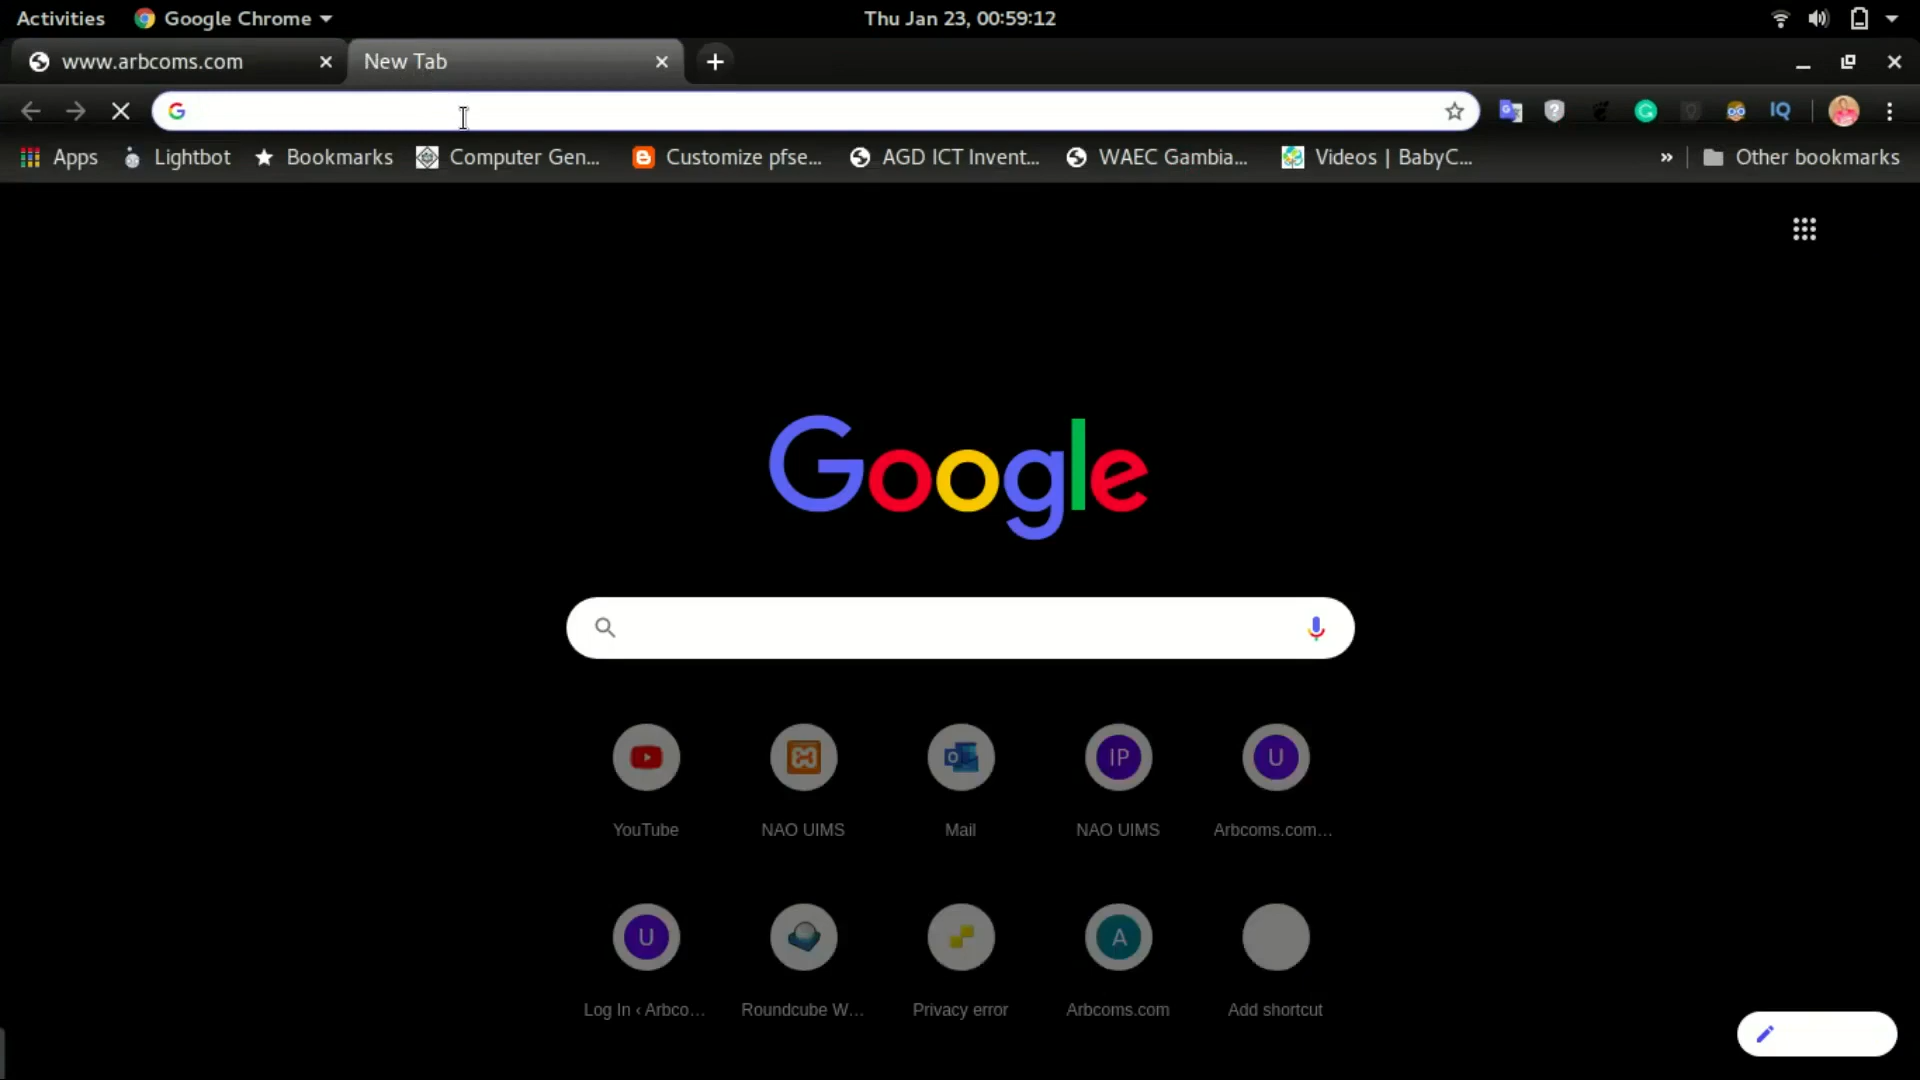 Activities Google Chrome Thu Jan 23, 00:59:12
www.arbcoms.com New Tab
Apps Lightbot Bookmarks Computer Gen... Customize pfse... AGD ICT Invent... WAEC Gambia... Videos | BabyC... » Other bookmarks
Google
YouTube NAO UIMS Mail NAO UIMS Arbcoms.com...
Log In ‹ Arbco... Roundcube W... Privacy error Arbcoms.com Add shortcut